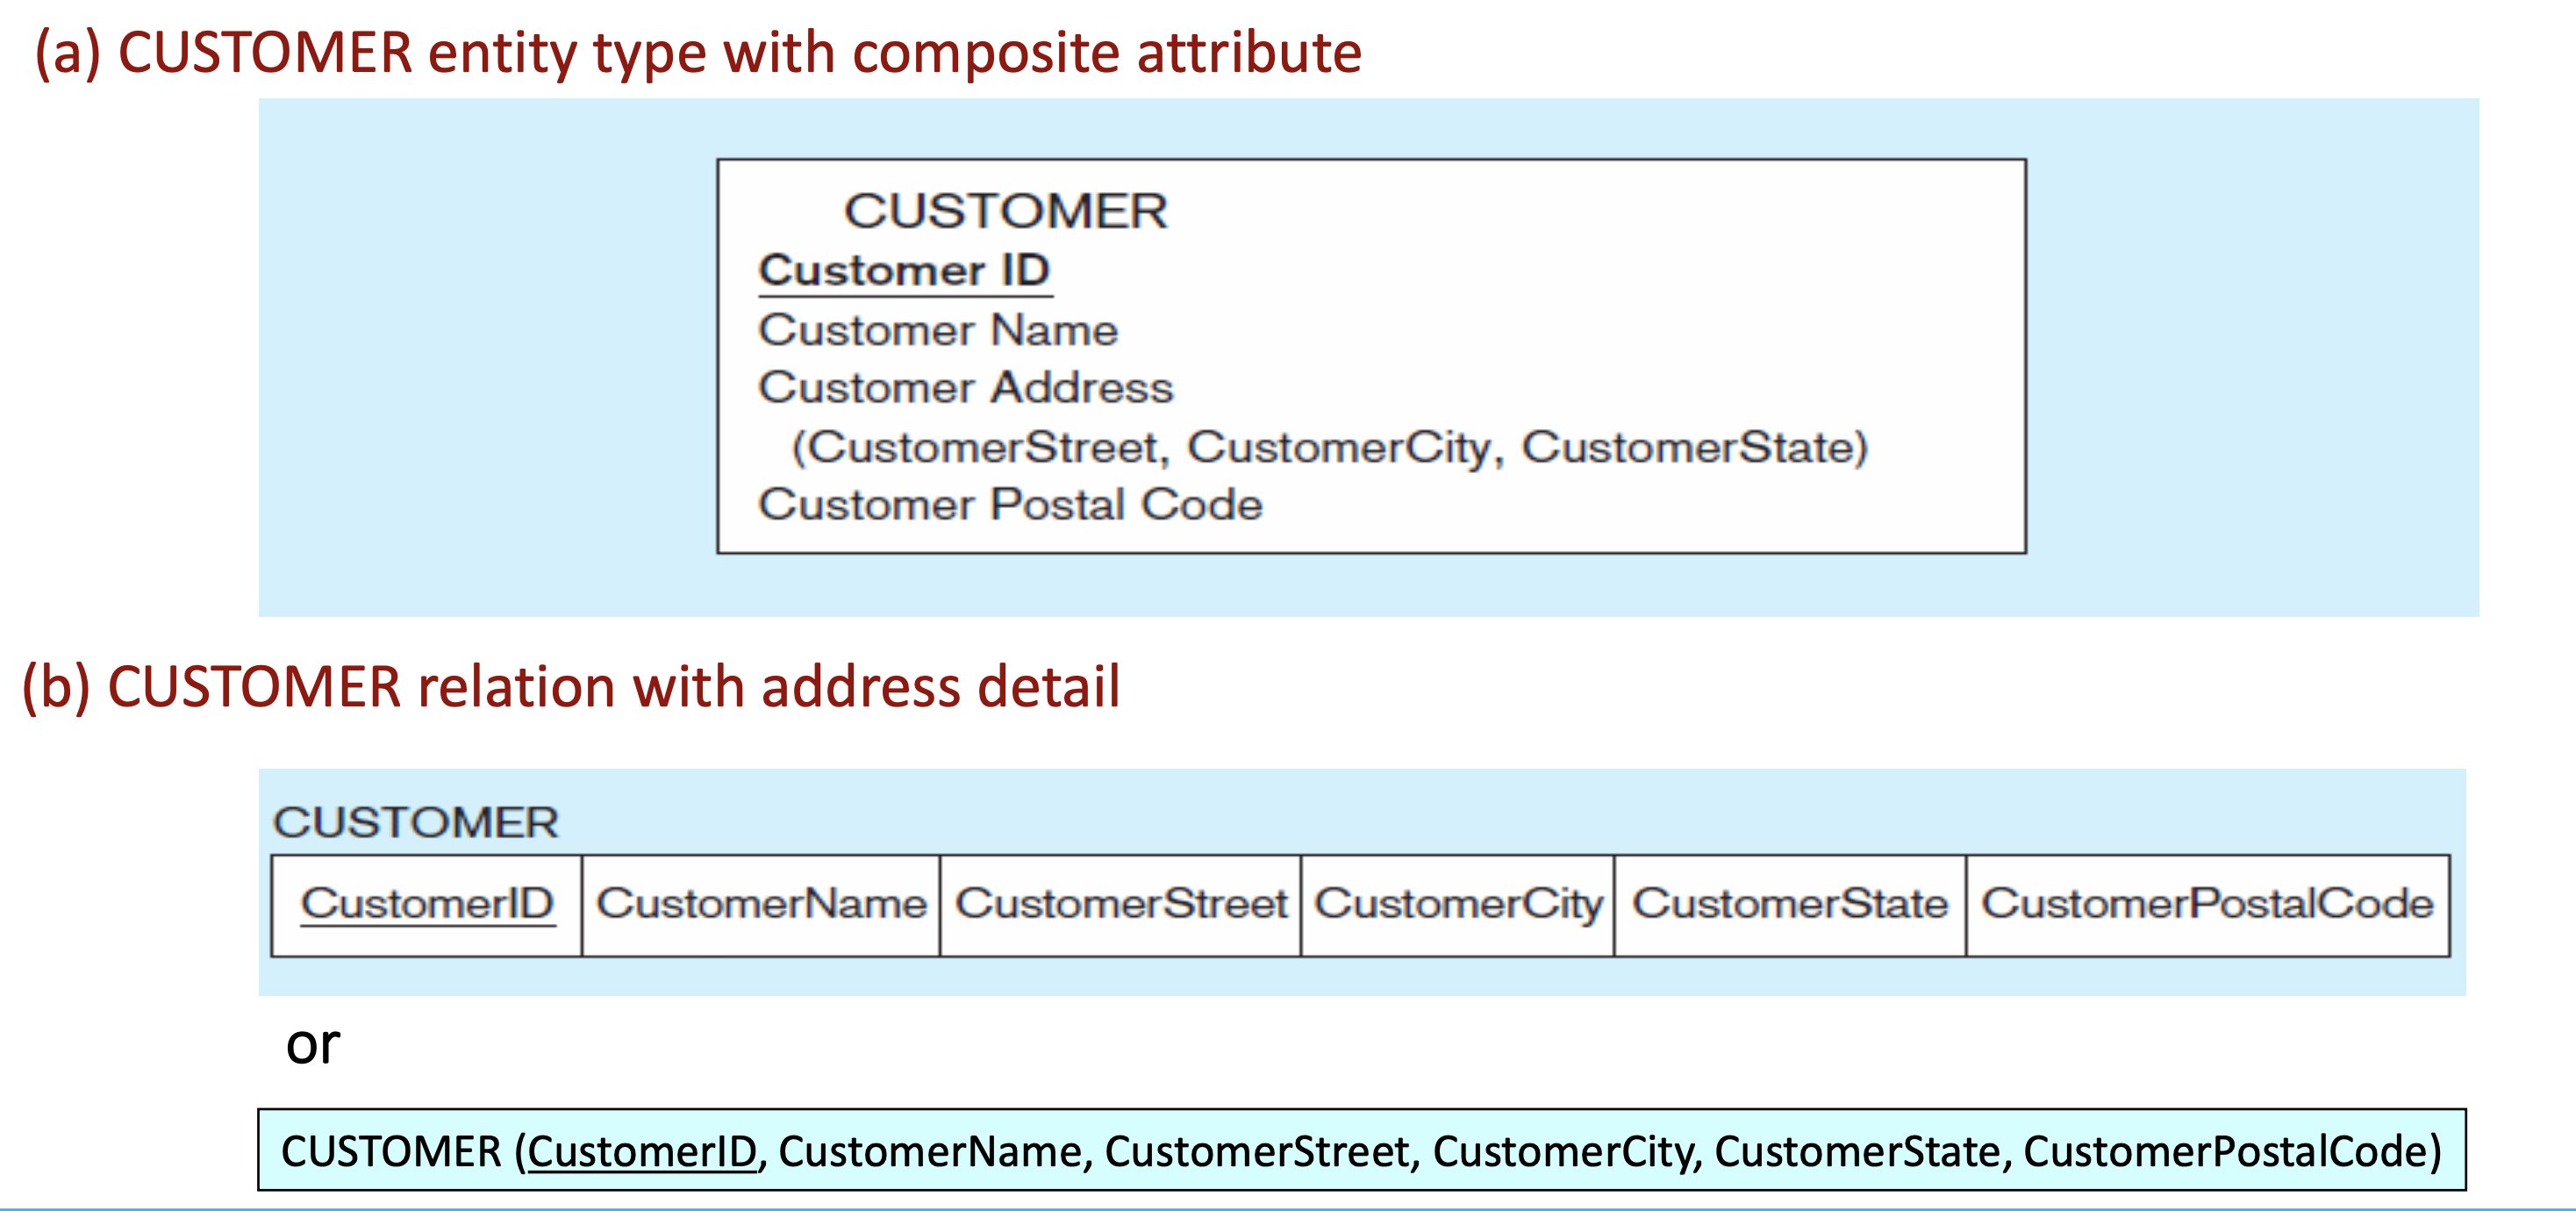 (a) CUSTOMER entity type with composite attribute
CUSTOMER
Customer ID
Customer Name
Customer Address
(CustomerStreet, CustomerCity, CustomerState)
Customer Postal Code
(b) CUSTOMER relation with address detail
CUSTOMER
CustomerID CustomerName CustomerStreet CustomerCity CustomerState CustomerPostalCode
or
CUSTOMER (CustomerID, CustomerName, CustomerStreet, CustomerCity, CustomerState, CustomerPostalCode)